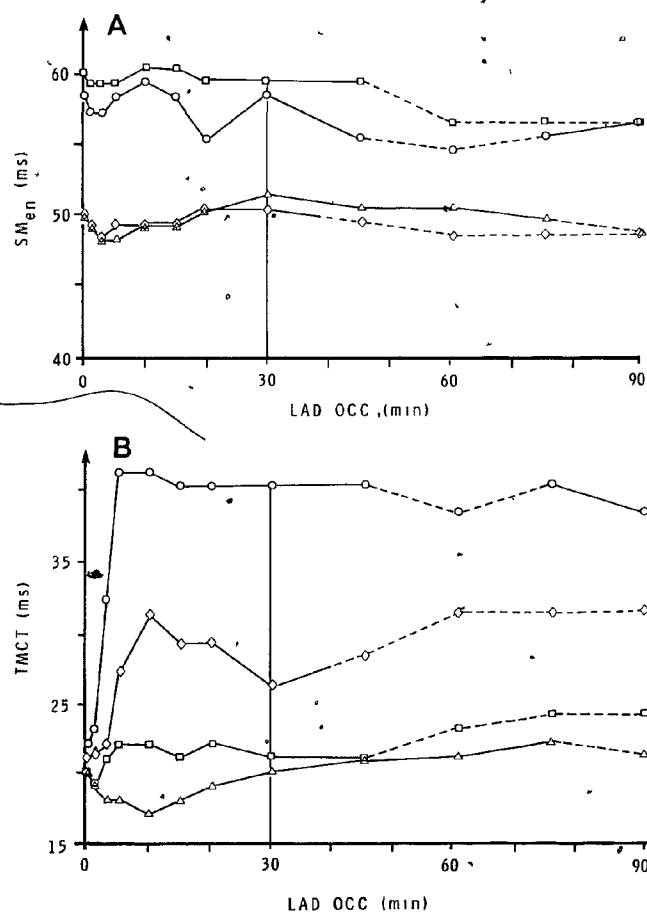 A
60
50
40
SMen (ms)
0 30 60 90
LAD OCC (min)
B
35
25
15
TMCT (ms)
0 30 60 90
LAD OCC (min)